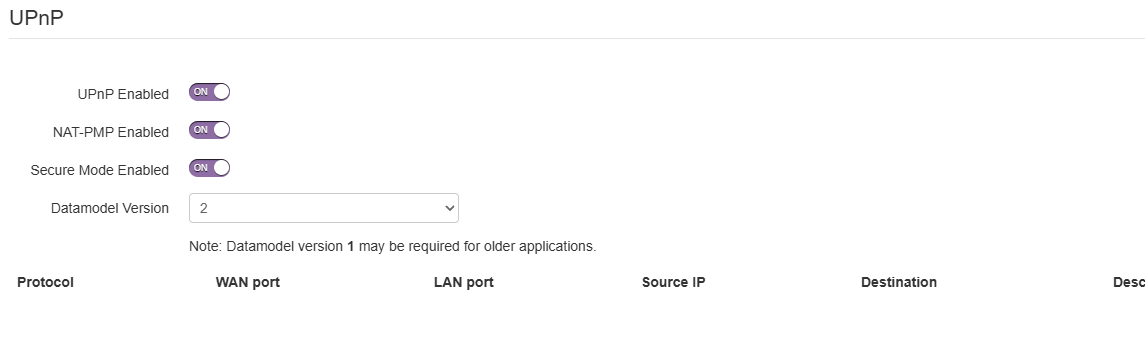 UPnP
UPnP Enabled ON
NAT-PMP Enabled ON
Secure Mode Enabled ON
Datamodel Version 2
Note: Datamodel version 1 may be required for older applications.
Protocol WAN port LAN port Source IP Destination Desc